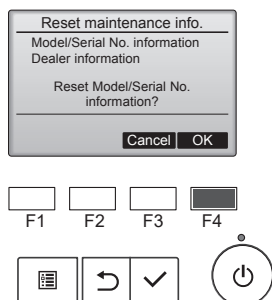 Reset maintenance info.
Model/Serial No. information
Dealer information
Reset Model/Serial No.
information?
Cancel OK
F1 F2 F3 F4